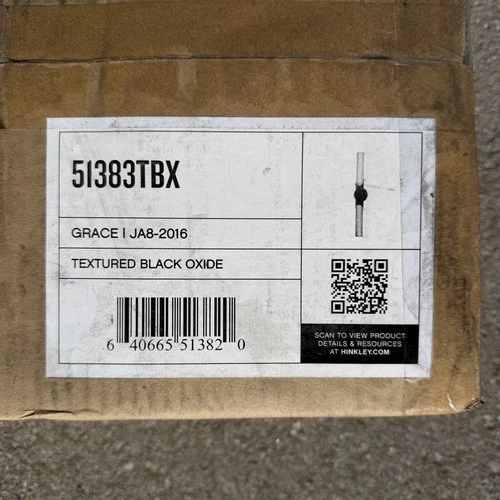 51383TBX
GRACE | JA8-2016
TEXTURED BLACK OXIDE
6 40665 51382 0
SCAN TO VIEW PRODUCT
DETAILS & RESOURCES
AT HINKLEY.COM